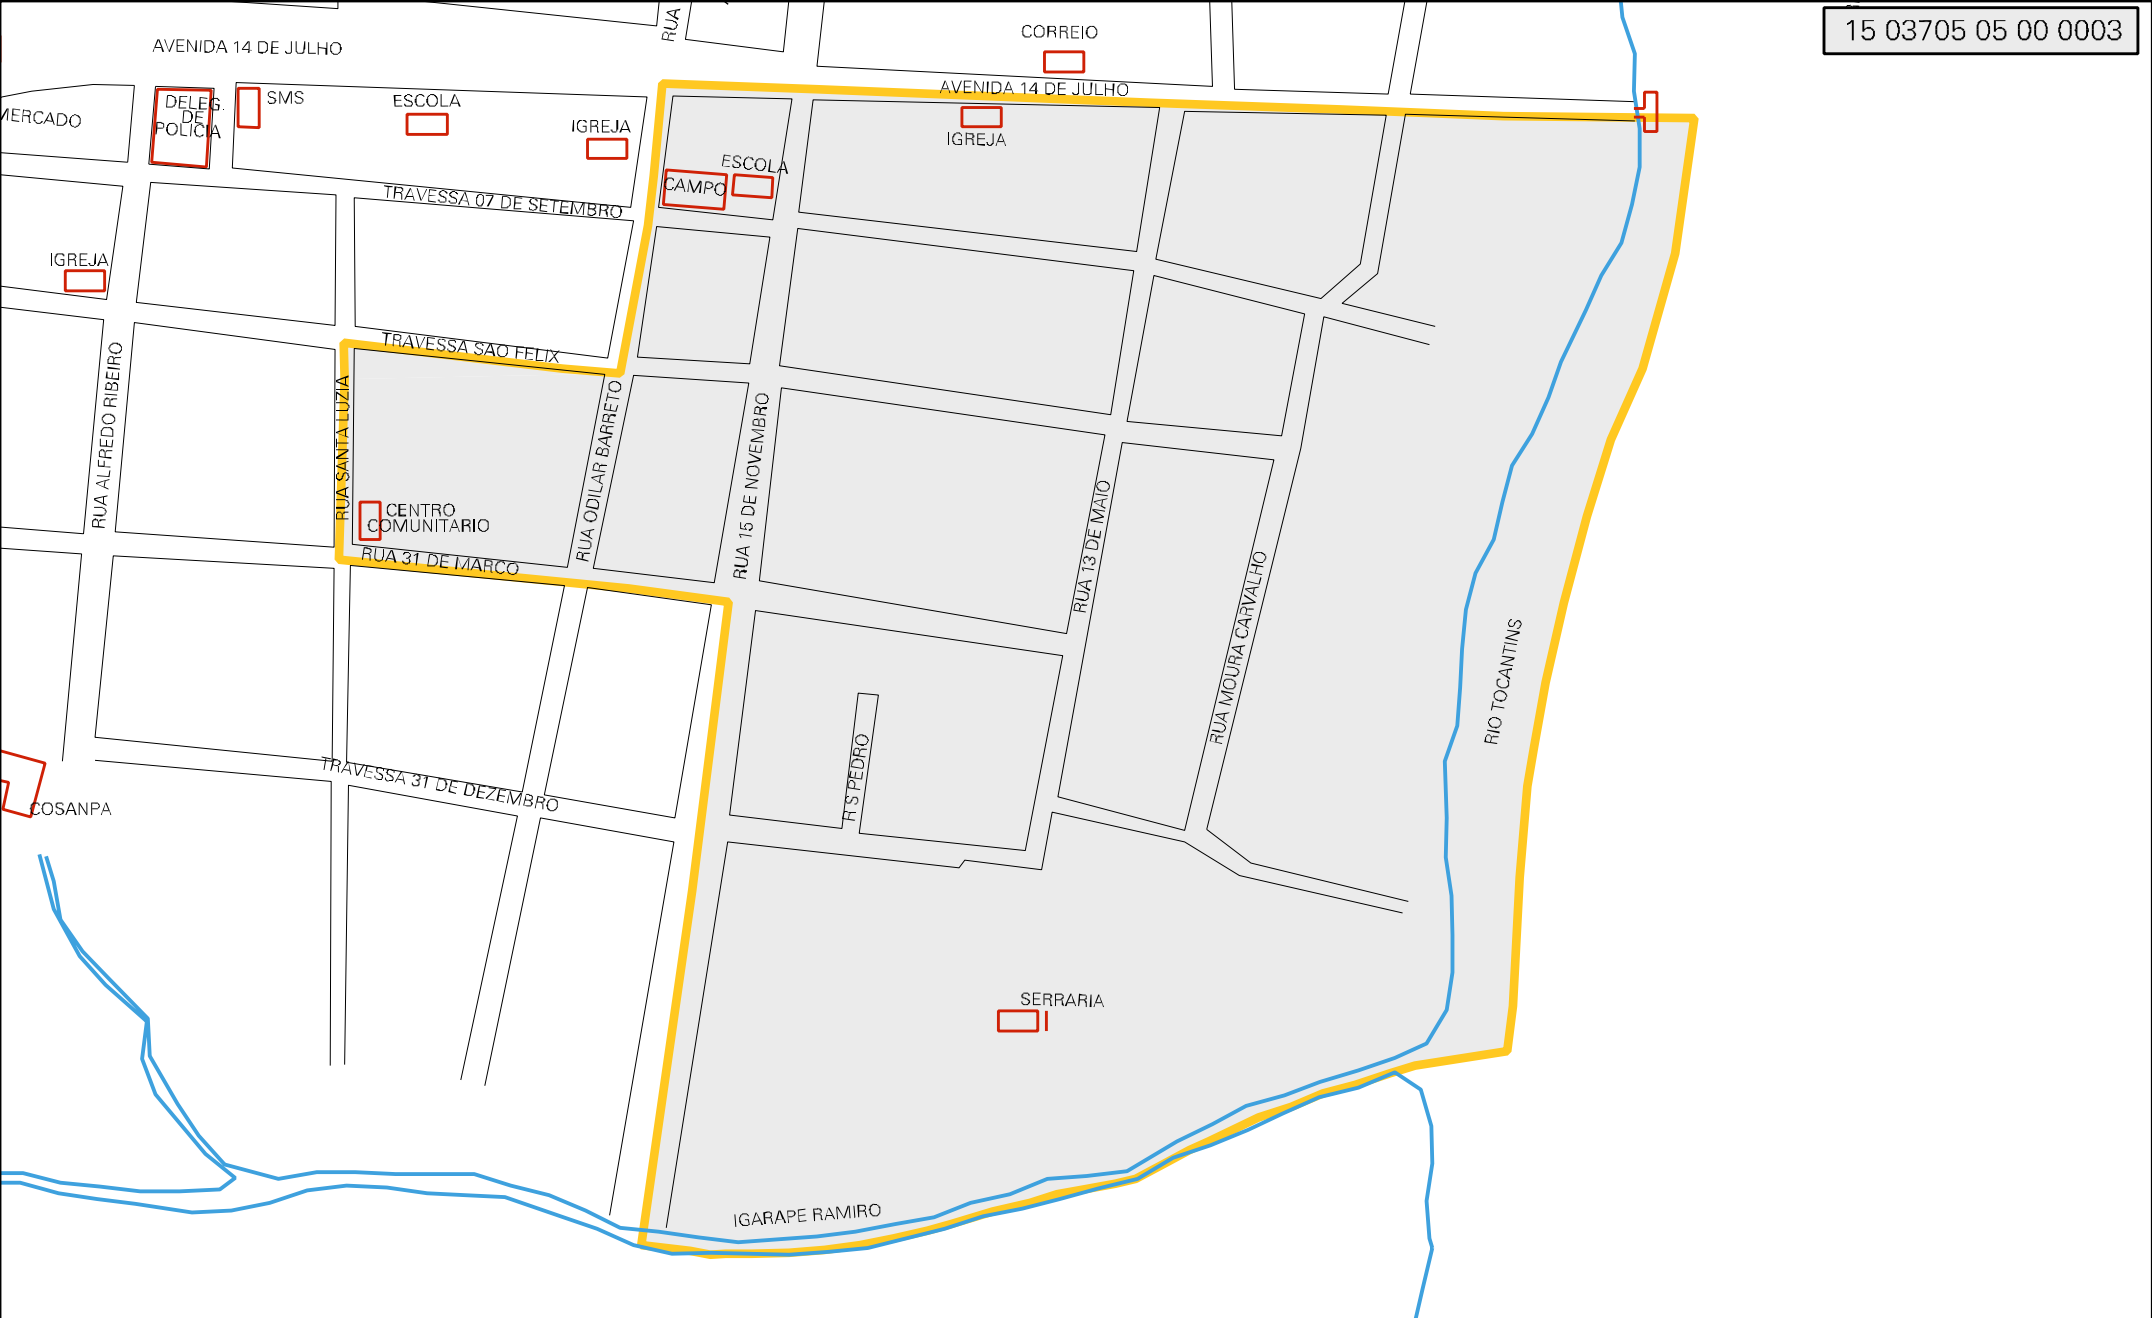 RUA
CORREIO
15 03705 05 00 0003
AVENIDA 14 DE JULHO
AVENIDA 14 DE JULHO
MERCADO
DELEG.
DE
POLICIA
SMS
ESCOLA
IGREJA
IGREJA
ESCOLA
CAMPO
TRAVESSA 07 DE SETEMBRO
IGREJA
TRAVESSA SAO FELIX
RUA ALFREDO RIBEIRO
RUA SANTA LUZIA
RUA ODILAR BARRETO
RUA 15 DE NOVEMBRO
CENTRO
COMUNITARIO
RUA 31 DE MARCO
RUA 13 DE MAIO
RUA MOURA CARVALHO
RIO TOCANTINS
R S PEDRO
TRAVESSA 31 DE DEZEMBRO
COSANPA
SERRARIA
IGARAPE RAMIRO